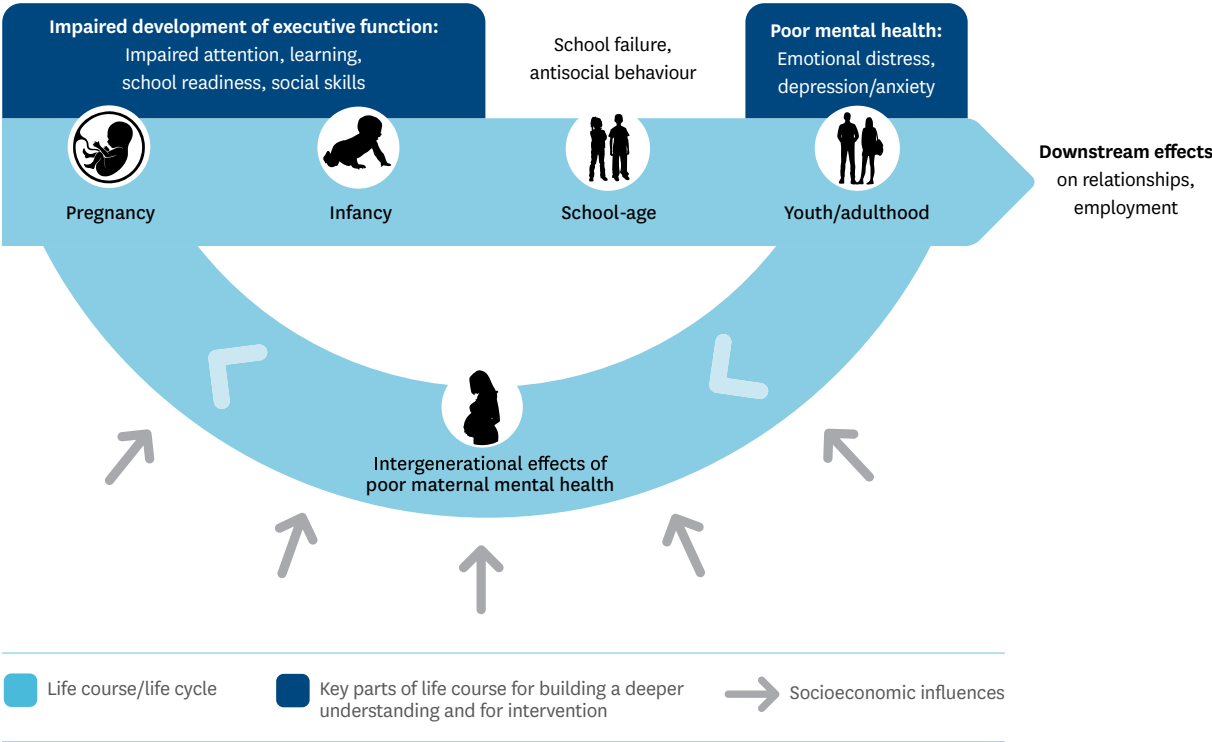 Impaired development of executive function:
Impaired attention, learning,
school readiness, social skills
School failure,
antisocial behaviour
Poor mental health:
Emotional distress,
depression/anxiety
Pregnancy
Infancy
School-age
Youth/adulthood
Downstream effects
on relationships,
employment
Intergenerational effects of
poor maternal mental health
Life course/life cycle
Key parts of life course for building a deeper
understanding and for intervention
Socioeconomic influences